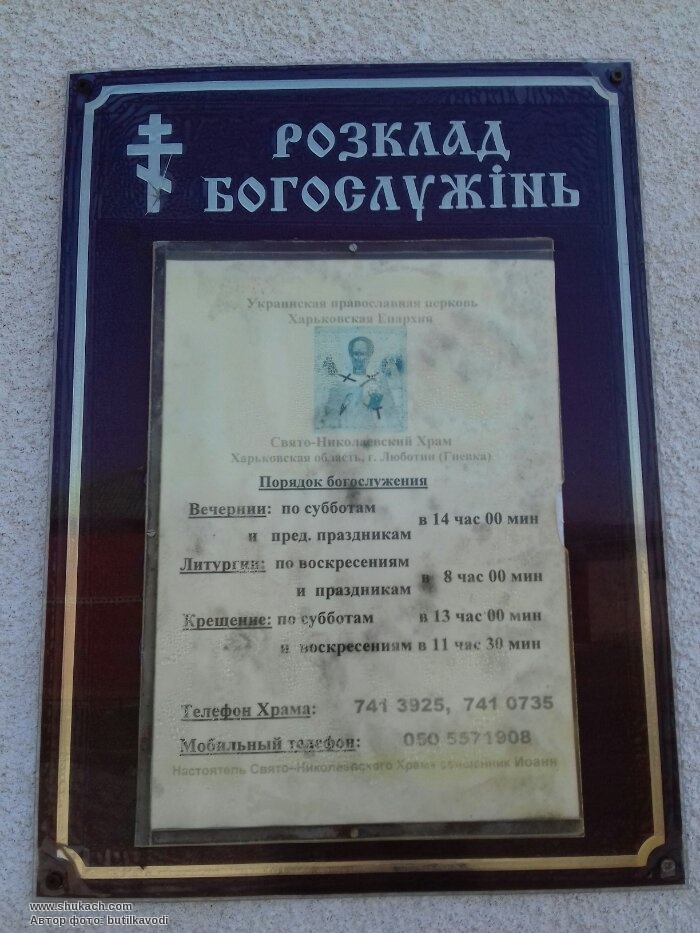 РОЗКЛАД
БОГОСЛУЖІНЬ
Украинская православная церковь
Харьковская Епархия
Свято-Николаевский Храм
Харьковская область, г. Люботин (Гиевка)
Порядок богослужения
Вечернии: по субботам
и пред. праздникам в 14 час 00 мин
Литургии: по воскресениям
и праздникам в 8 час 00 мин
Крещение: по субботам в 13 час 00 мин
и воскресениям в 11 час 30 мин
Телефон Храма: 741 3925, 741 0735
Мобильный телефон: 050 5571908
Настоятель Свято-Николаевского Храма священник Иоанн
www.shukach.com
Автор фото: butilkavodi